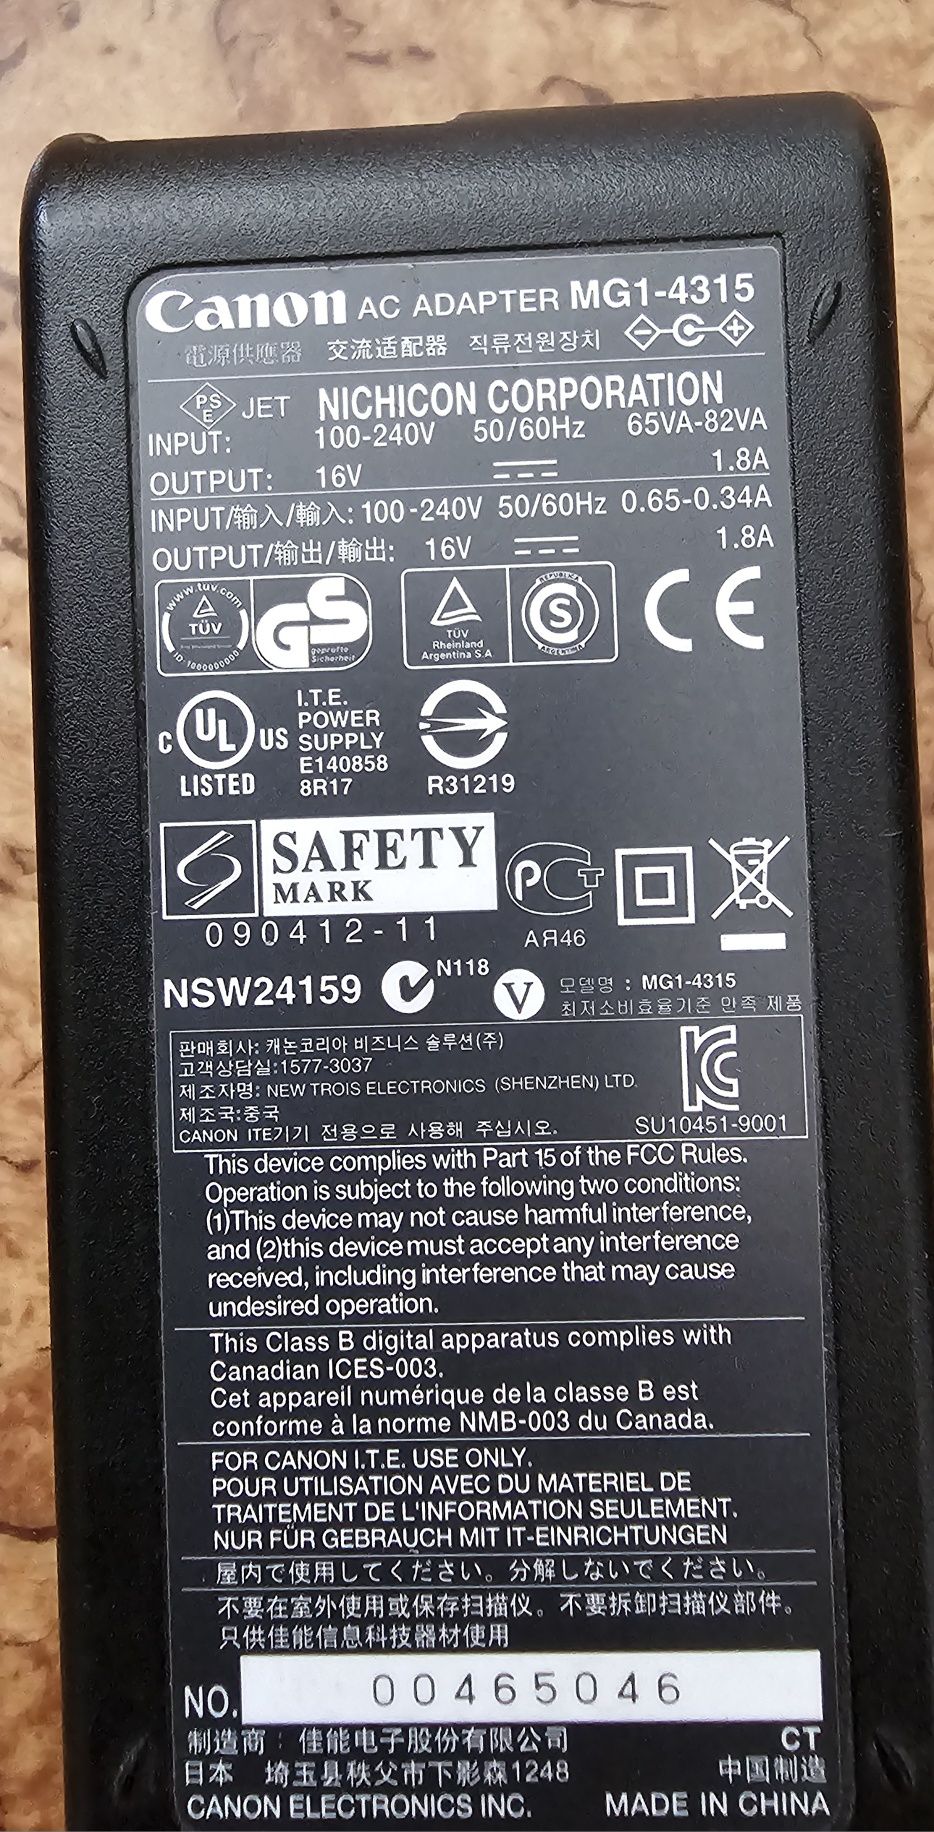 Canon AC ADAPTER MG1-4315
電源供應器 交流适配器 직류전원장치
PS E JET NICHICON CORPORATION
INPUT: 100-240V 50/60Hz 65VA-82VA
OUTPUT: 16V 1.8A
INPUT/输入/輸入: 100-240V 50/60Hz 0.65-0.34A
OUTPUT/输出/輸出: 16V 1.8A
www.tuv.com
TÜV
ID:1000000000
GS
geprüfte
Sicherheit
TÜV
Rheinland
Argentina S.A.
REPUBLICA
S
ARGENTINA
CE
C UL US
LISTED
I.T.E.
POWER
SUPPLY
E140858
8R17
R31219
SAFETY
MARK
090412-11
АЯ46
NSW24159 N118 V 모델명 : MG1-4315
최저소비효율기준 만족 제품
판매회사: 캐논코리아 비즈니스 솔루션(주)
고객상담실:1577-3037
제조자명: NEW TROIS ELECTRONICS (SHENZHEN) LTD.
제조국:중국
CANON ITE기기 전용으로 사용해 주십시오.
SU10451-9001
This device complies with Part 15 of the FCC Rules.
Operation is subject to the following two conditions:
(1)This device may not cause harmful interference,
and (2)this device must accept any interference
received, including interference that may cause
undesired operation.
This Class B digital apparatus complies with
Canadian ICES-003.
Cet appareil numérique de la classe B est
conforme à la norme NMB-003 du Canada.
FOR CANON I.T.E. USE ONLY.
POUR UTILISATION AVEC DU MATERIEL DE
TRAITEMENT DE L'INFORMATION SEULEMENT.
NUR FÜR GEBRAUCH MIT IT-EINRICHTUNGEN
屋内で使用してください。分解しないでください。
不要在室外使用或保存扫描仪。不要拆卸扫描仪部件。
只供佳能信息科技器材使用
NO. 00465046
制造商：佳能电子股份有限公司 CT
日本 埼玉县秩父市下影森1248 中国制造
CANON ELECTRONICS INC. MADE IN CHINA